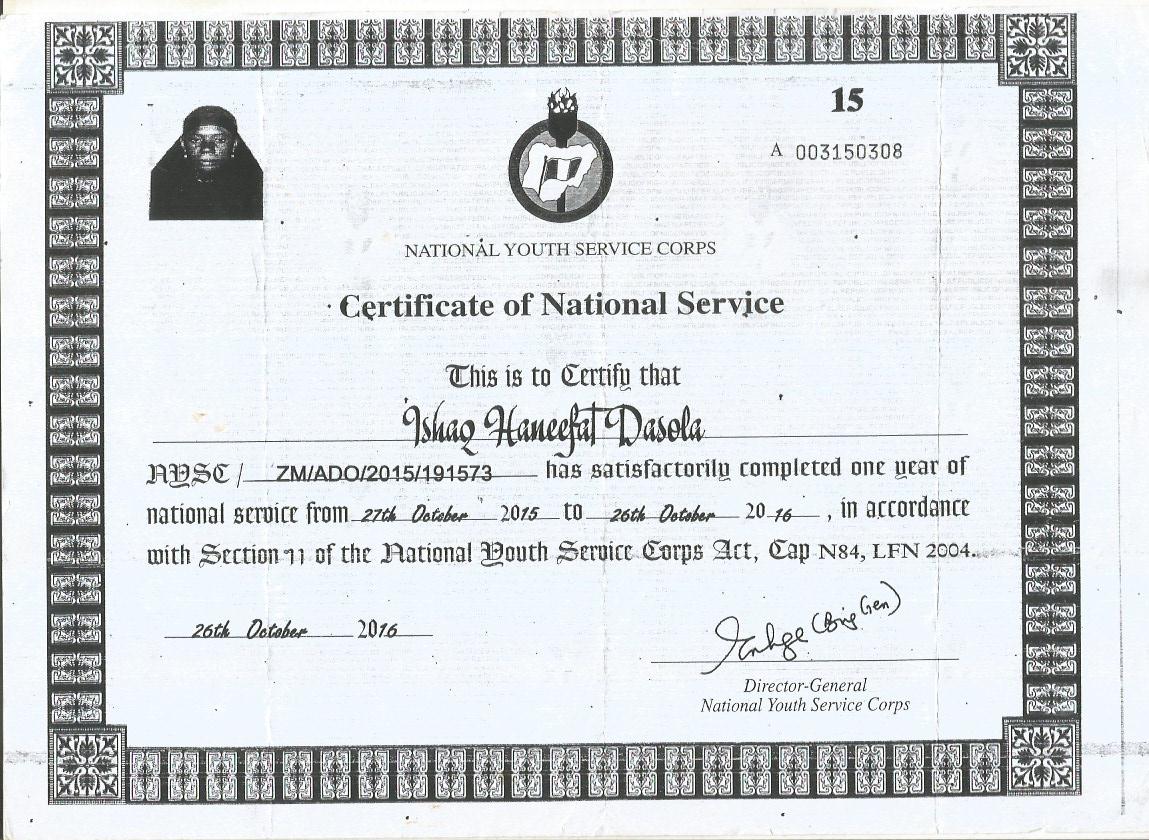 15
A 003150308
NATIONAL YOUTH SERVICE CORPS
Certificate of National Service
This is to Certify that
Ishaq Haneefat Dasola
NYSC / ZM/ADO/2015/191573 has satisfactorily completed one year of
national service from 27th October 2015 to 26th October 2016, in accordance
with Section 11 of the National Youth Service Corps Act, Cap N84, LFN 2004.
26th October 2016
(Brig Gen)
Director-General
National Youth Service Corps